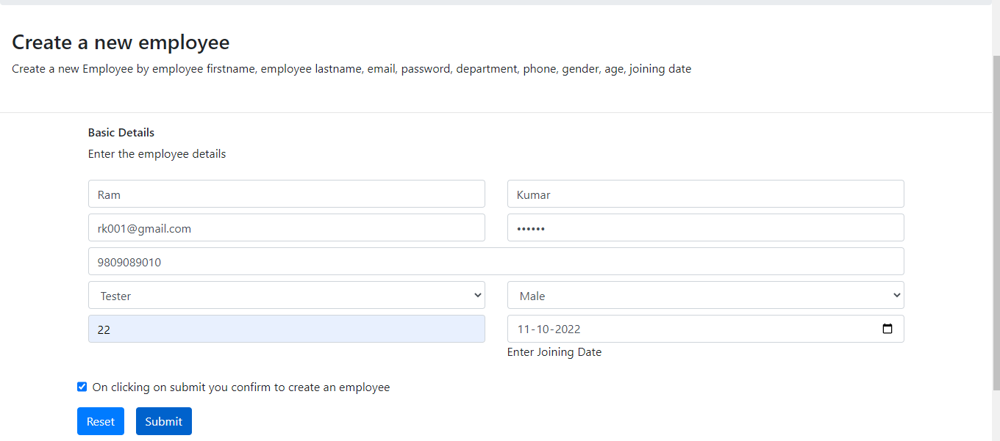 Create a new employee
Create a new Employee by employee firstname, employee lastname, email, password, department, phone, gender, age, joining date
Basic Details
Enter the employee details
Ram
Kumar
rk001@gmail.com
••••••
9809089010
Tester
Male
22
11-10-2022
Enter Joining Date
On clicking on submit you confirm to create an employee
Reset
Submit